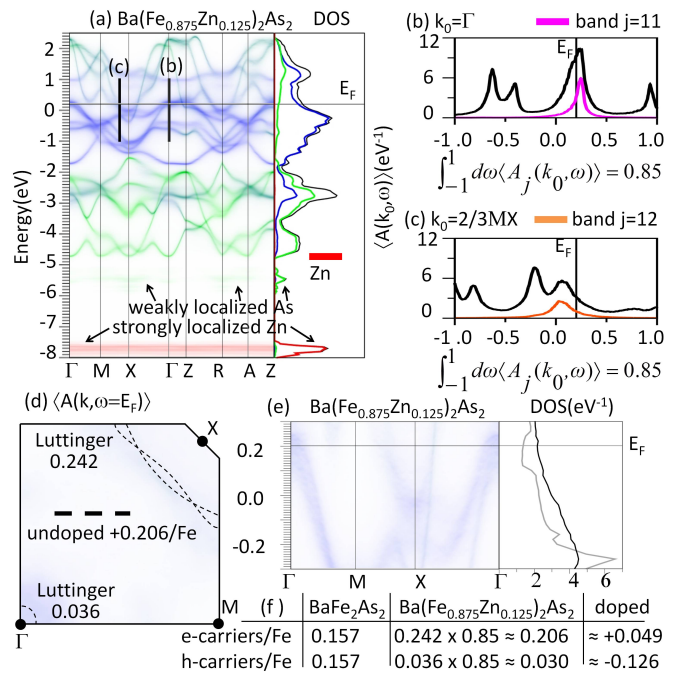 (a) Ba(Fe0.875Zn0.125)2As2 DOS
2
1
0
-1
-2
-3
-4
-5
-6
-7
-8
Energy(eV)
(c)
(b)
EF
Zn
weakly localized As
strongly localized Zn
Γ M X Γ Z R A Z
(b) k0=Γ
band j=11
EF
12
6
0
-1.0 -0.5 0.0 0.5 1.0
⟨A(k0,ω)⟩(eV-1)
∫-1^1 dω⟨Aj(k0,ω)⟩ = 0.85
(c) k0=2/3MX
band j=12
EF
12
6
0
-1.0 -0.5 0.0 0.5 1.0
∫-1^1 dω⟨Aj(k0,ω)⟩ = 0.85
(d) ⟨A(k,ω=EF)⟩
Luttinger
0.242
X
undoped +0.206/Fe
Luttinger
0.036
Γ
M
(e) Ba(Fe0.875Zn0.125)2As2 DOS(eV-1)
0.2
0.0
-0.2
EF
Γ M X Γ 2 4 6
(f) BaFe2As2 Ba(Fe0.875Zn0.125)2As2 doped
e-carriers/Fe 0.157 0.242 x 0.85 ≈ 0.206 ≈ +0.049
h-carriers/Fe 0.157 0.036 x 0.85 ≈ 0.030 ≈ -0.126